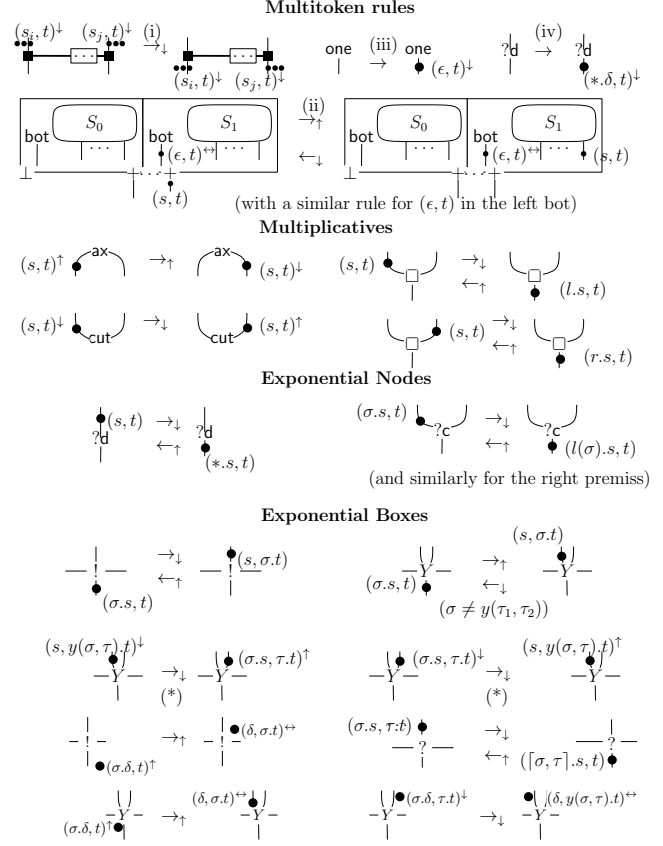 Multitoken rules
(s_i, t)↓ (s_j, t)↓ (i) →↓ one (iii) → one (ϵ, t)↓ ?d (iv) → ?d
··· ··· (s_i, t)↓ (s_j, t)↓ (∗.δ, t)↓
(ii)
S_0 S_1 →↑ S_0 S_1
bot bot bot bot
··· (ϵ, t)↔ ··· ←↓ ··· (ϵ, t)↔ ··· (s, t)
⊥ + ··· + ⊥ + ··· +
(s, t)
(with a similar rule for (ϵ, t) in the left bot)
Multiplicatives
(s, t)↑ ax →↑ ax (s, t)↓ (s, t) □ →↓ ←↑ □ (l.s, t)
(s, t)↓ cut →↓ cut (s, t)↑ □ (s, t) →↓ ←↑ □ (r.s, t)
Exponential Nodes
(s, t) ?d →↓ ←↑ ?d (∗.s, t) (σ.s, t) ?c →↓ ←↑ ?c (l(σ).s, t)
(and similarly for the right premiss)
Exponential Boxes
! (σ.s, t) →↓ ←↑ ! (s, σ.t) (σ.s, t) Y →↑ ←↓ Y (s, σ.t)
(σ ≠ y(τ_1, τ_2))
(s, y(σ, τ).t)↓ Y →↓ (*) Y (σ.s, τ.t)↑ Y (σ.s, τ.t)↓ →↓ (*) Y (s, y(σ, τ).t)↑
! (σ.δ, t)↑ →↑ ! (δ, σ.t)↔ (σ.s, τ.t) ? →↓ ←↑ ? (⌈σ, τ⌉.s, t)
(σ.δ, t)↑ Y →↑ (δ, σ.t)↔ Y Y (σ.δ, τ.t)↓ →↓ Y (δ, y(σ, τ).t)↔